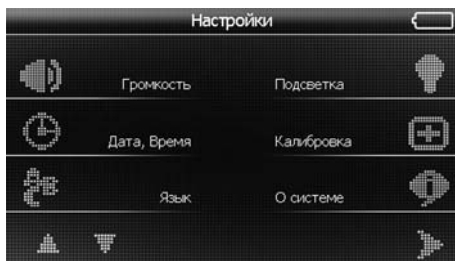 Настройки
Громкость Подсветка
Дата, Время Калибровка
Язык О системе